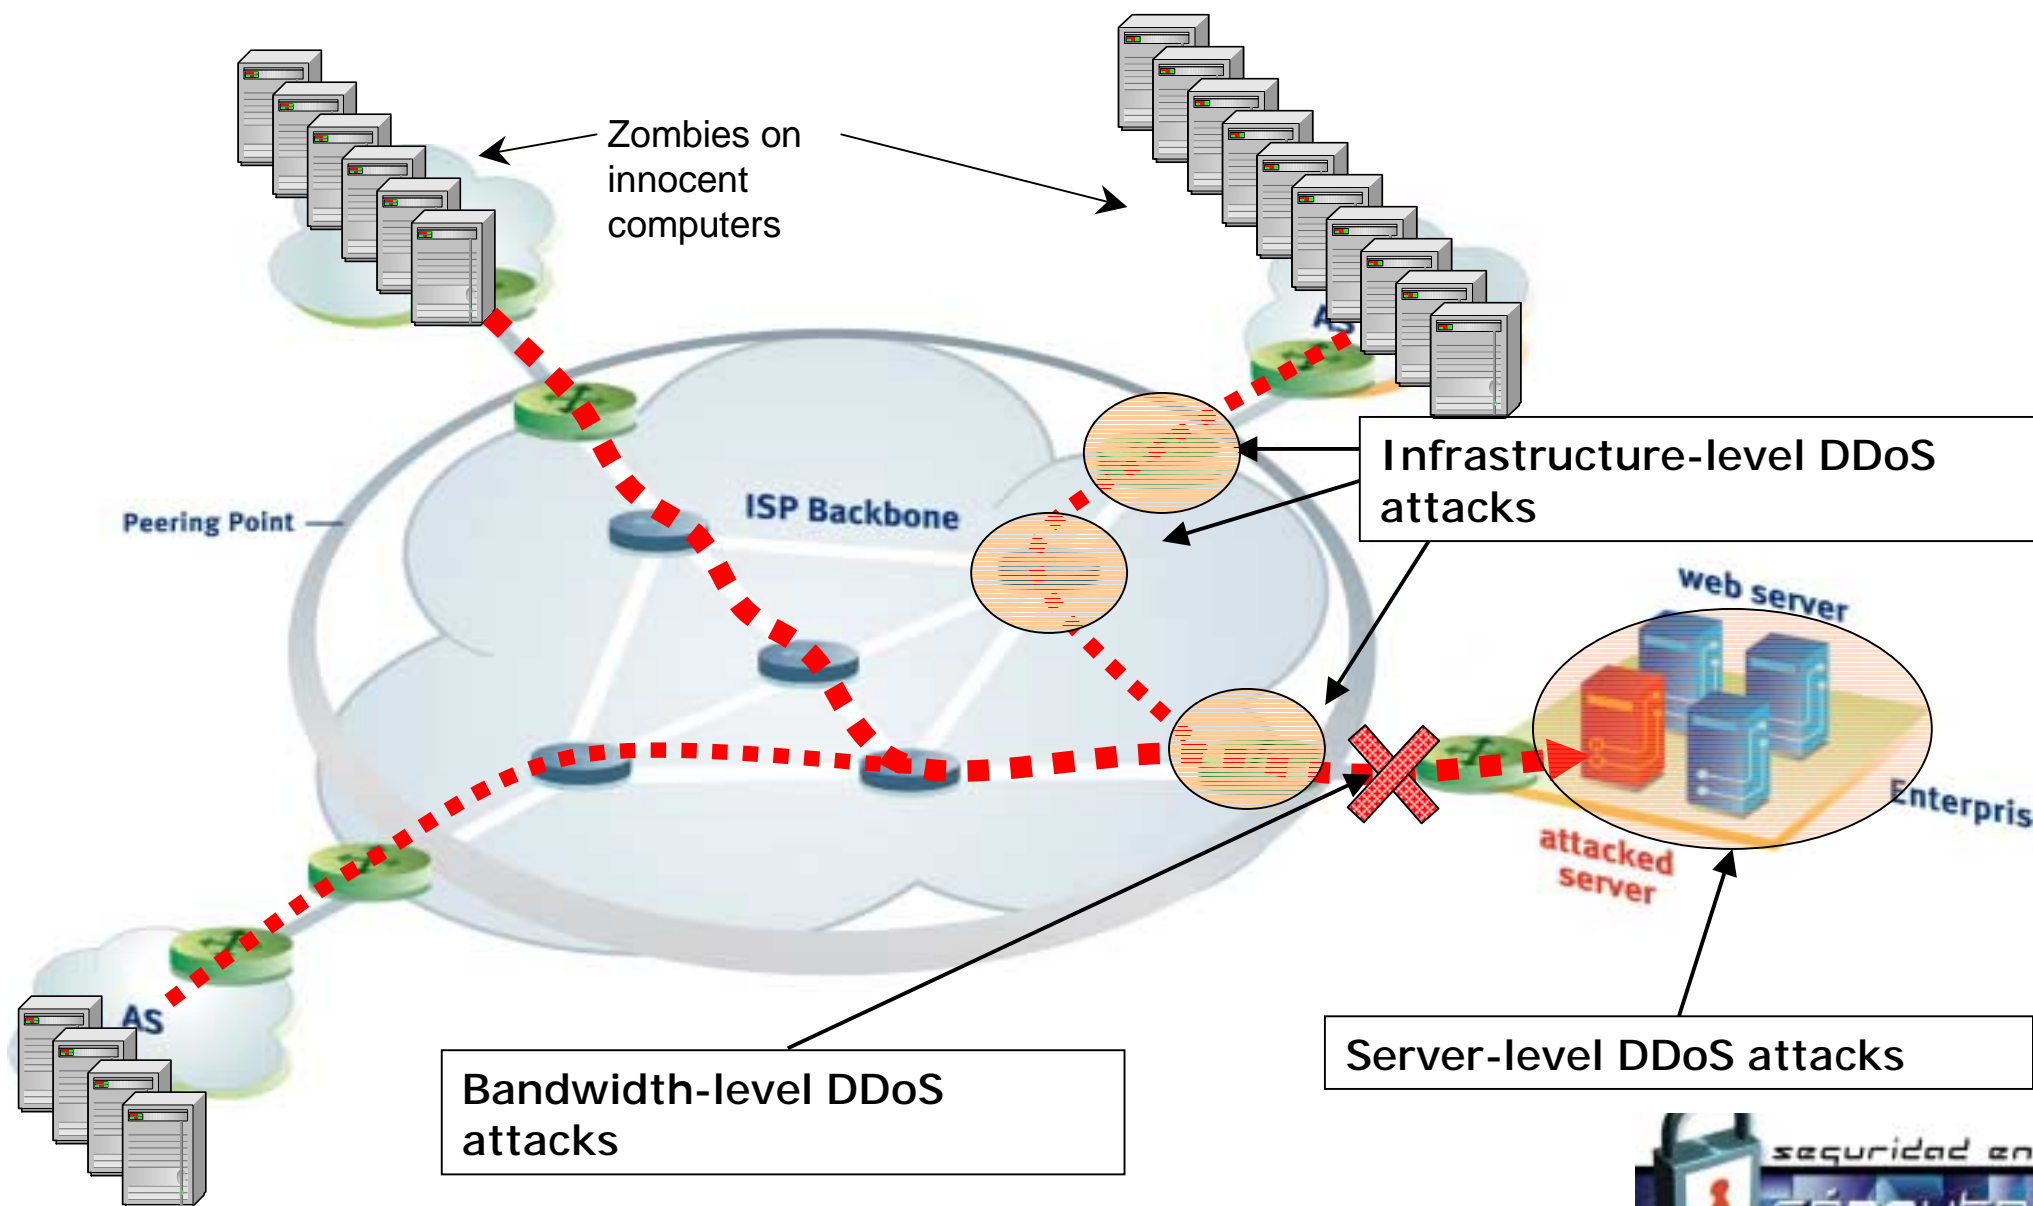 Zombies on
innocent
computers
AS
Infrastructure-level DDoS
attacks
ISP Backbone
Peering Point
web server
Enterpris
attacked
server
AS
Bandwidth-level DDoS
attacks
Server-level DDoS attacks
seguridad en